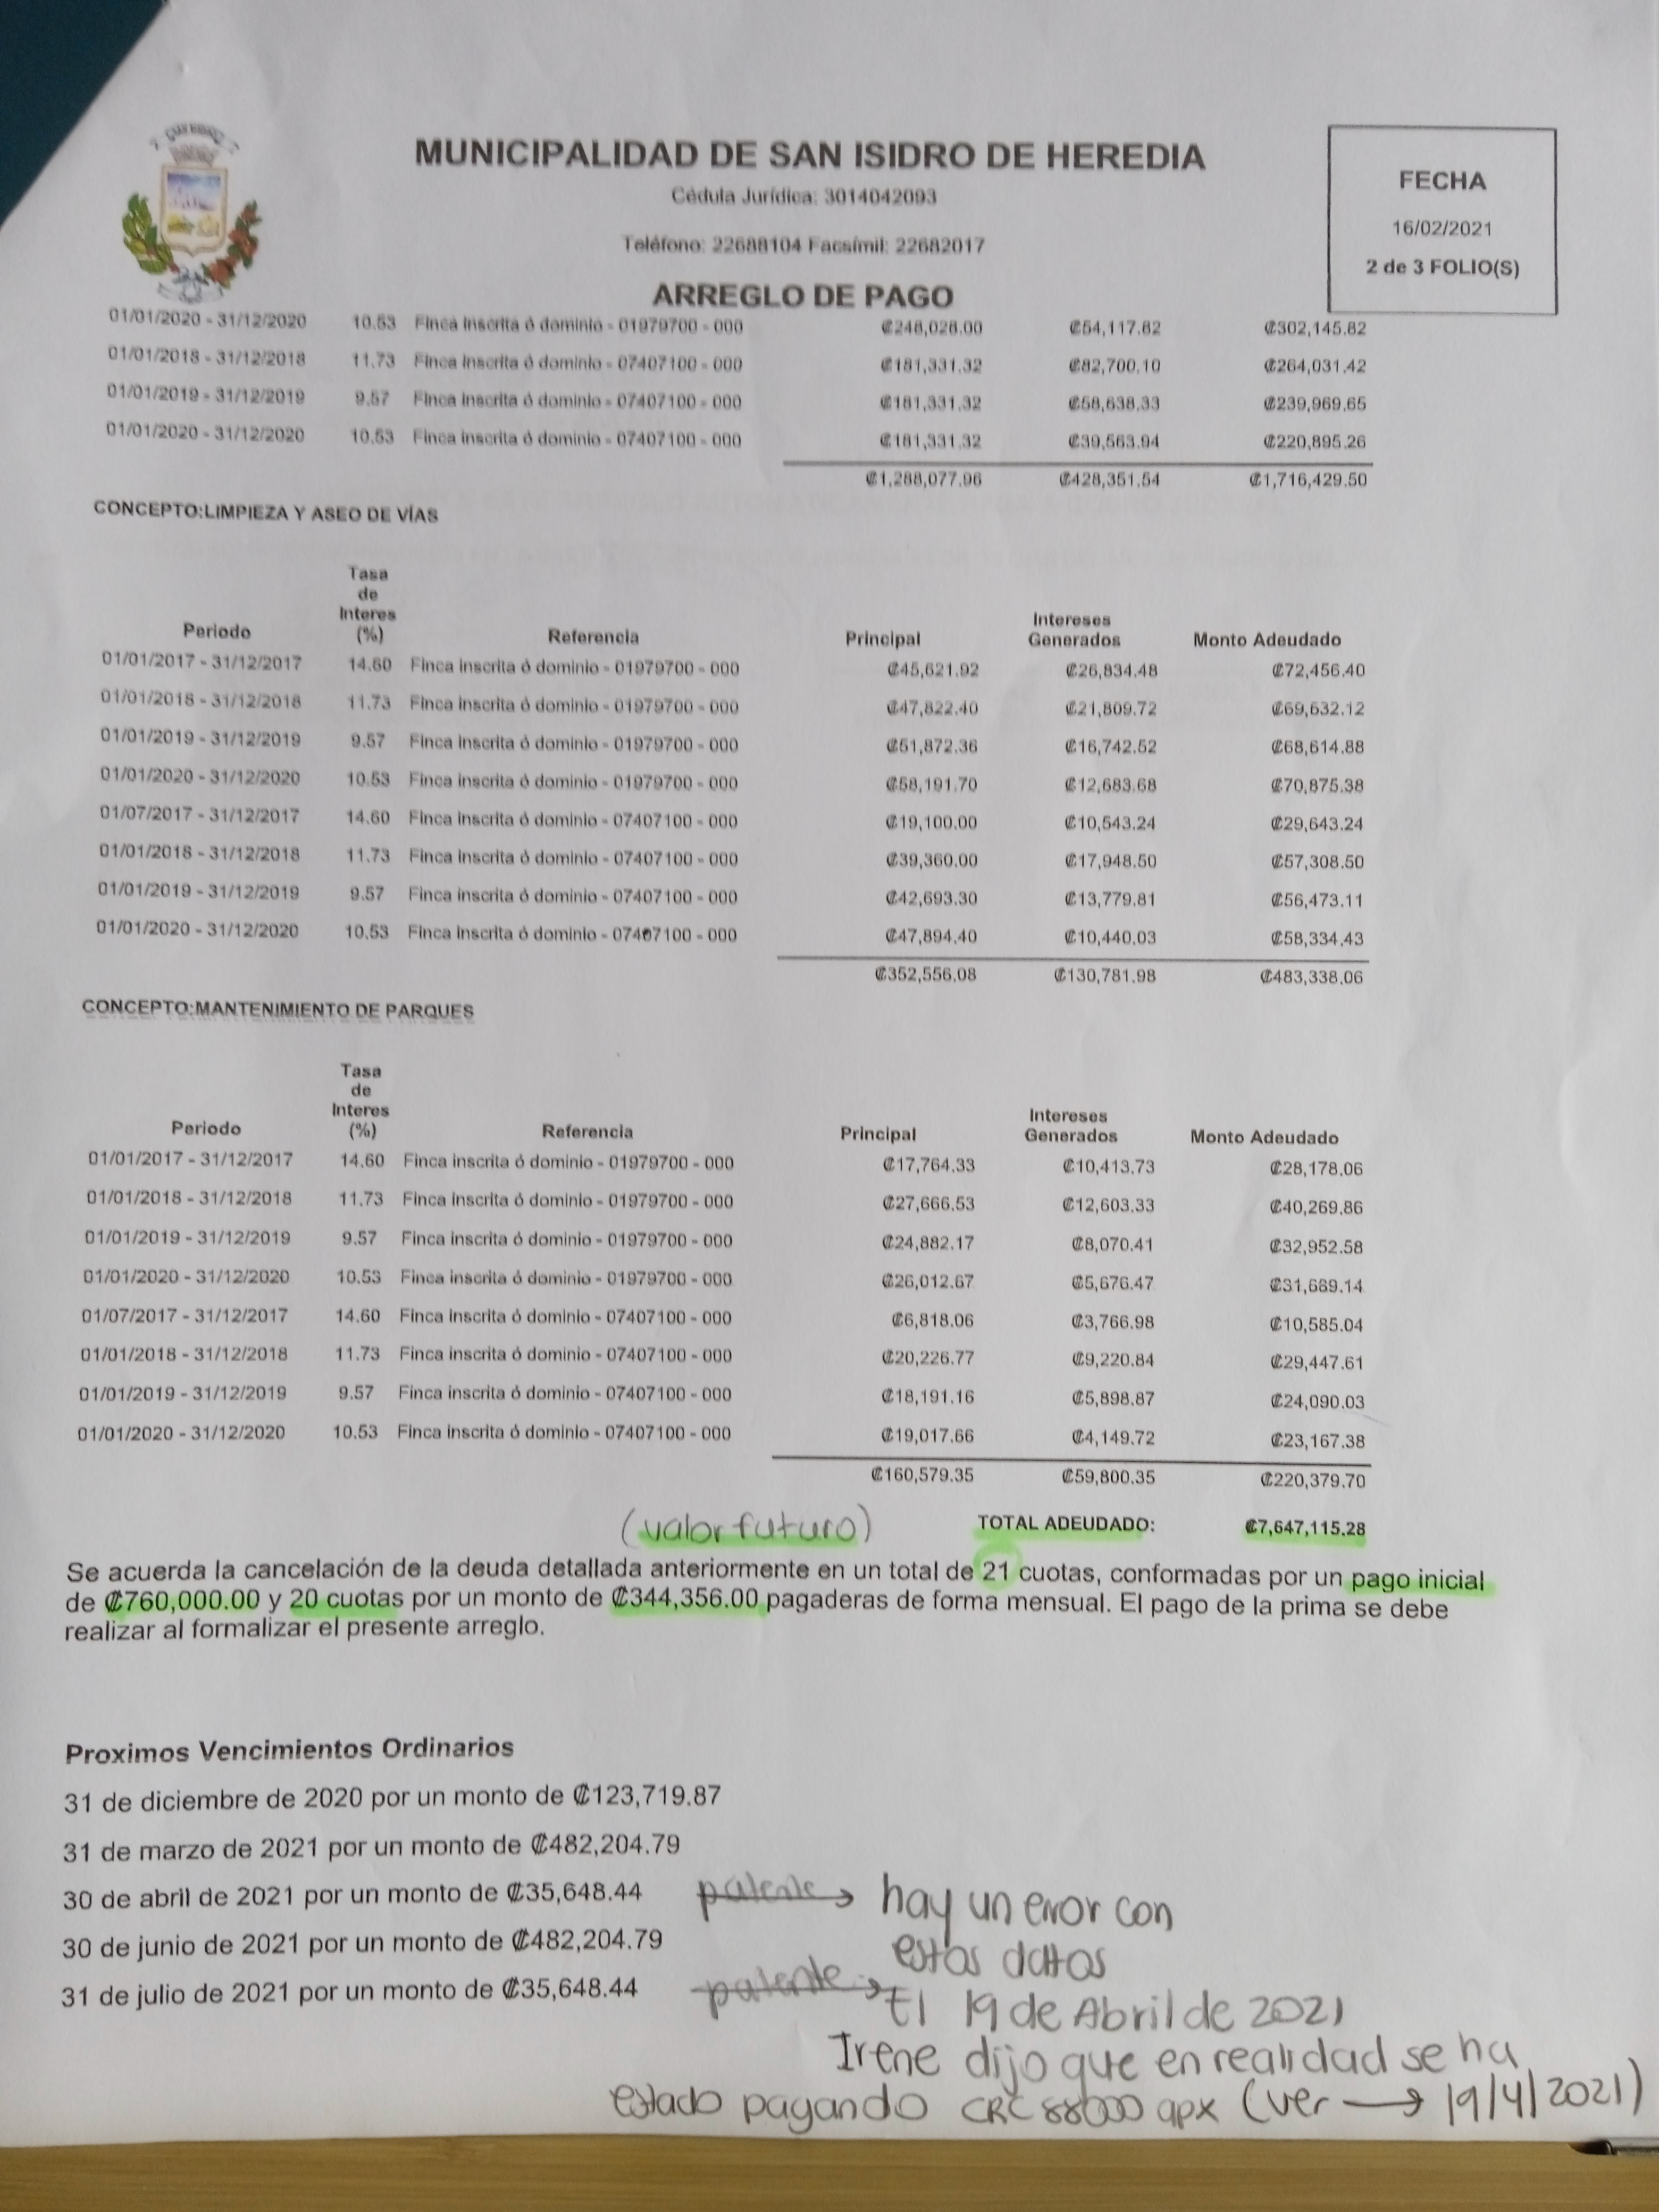 MUNICIPALIDAD DE SAN ISIDRO DE HEREDIA
Cédula Jurídica: 3014042093
Teléfono: 22688104 Facsímil: 22682017
ARREGLO DE PAGO
FECHA
16/02/2021
2 de 3 FOLIO(S)
01/01/2020 - 31/12/2020 10.53 Finca inscrita ó dominio - 01979700 - 000 ₡248,028.00 ₡54,117.82 ₡302,145.82
01/01/2018 - 31/12/2018 11.73 Finca inscrita ó dominio - 07407100 - 000 ₡181,331.32 ₡82,700.10 ₡264,031.42
01/01/2019 - 31/12/2019 9.57 Finca inscrita ó dominio - 07407100 - 000 ₡181,331.32 ₡58,638.33 ₡239,969.65
01/01/2020 - 31/12/2020 10.53 Finca inscrita ó dominio - 07407100 - 000 ₡181,331.32 ₡39,563.94 ₡220,895.26
₡1,288,077.96 ₡428,351.54 ₡1,716,429.50
CONCEPTO:LIMPIEZA Y ASEO DE VÍAS
Periodo Tasa de Interes (%) Referencia Principal Intereses Generados Monto Adeudado
01/01/2017 - 31/12/2017 14.60 Finca inscrita ó dominio - 01979700 - 000 ₡45,621.92 ₡26,834.48 ₡72,456.40
01/01/2018 - 31/12/2018 11.73 Finca inscrita ó dominio - 01979700 - 000 ₡47,822.40 ₡21,809.72 ₡69,632.12
01/01/2019 - 31/12/2019 9.57 Finca inscrita ó dominio - 01979700 - 000 ₡51,872.36 ₡16,742.52 ₡68,614.88
01/01/2020 - 31/12/2020 10.53 Finca inscrita ó dominio - 01979700 - 000 ₡58,191.70 ₡12,683.68 ₡70,875.38
01/07/2017 - 31/12/2017 14.60 Finca inscrita ó dominio - 07407100 - 000 ₡19,100.00 ₡10,543.24 ₡29,643.24
01/01/2018 - 31/12/2018 11.73 Finca inscrita ó dominio - 07407100 - 000 ₡39,360.00 ₡17,948.50 ₡57,308.50
01/01/2019 - 31/12/2019 9.57 Finca inscrita ó dominio - 07407100 - 000 ₡42,693.30 ₡13,779.81 ₡56,473.11
01/01/2020 - 31/12/2020 10.53 Finca inscrita ó dominio - 07407100 - 000 ₡47,894.40 ₡10,440.03 ₡58,334.43
₡352,556.08 ₡130,781.98 ₡483,338.06
CONCEPTO:MANTENIMIENTO DE PARQUES
Periodo Tasa de Interes (%) Referencia Principal Intereses Generados Monto Adeudado
01/01/2017 - 31/12/2017 14.60 Finca inscrita ó dominio - 01979700 - 000 ₡17,764.33 ₡10,413.73 ₡28,178.06
01/01/2018 - 31/12/2018 11.73 Finca inscrita ó dominio - 01979700 - 000 ₡27,666.53 ₡12,603.33 ₡40,269.86
01/01/2019 - 31/12/2019 9.57 Finca inscrita ó dominio - 01979700 - 000 ₡24,882.17 ₡8,070.41 ₡32,952.58
01/01/2020 - 31/12/2020 10.53 Finca inscrita ó dominio - 01979700 - 000 ₡26,012.67 ₡5,676.47 ₡31,689.14
01/07/2017 - 31/12/2017 14.60 Finca inscrita ó dominio - 07407100 - 000 ₡6,818.06 ₡3,766.98 ₡10,585.04
01/01/2018 - 31/12/2018 11.73 Finca inscrita ó dominio - 07407100 - 000 ₡20,226.77 ₡9,220.84 ₡29,447.61
01/01/2019 - 31/12/2019 9.57 Finca inscrita ó dominio - 07407100 - 000 ₡18,191.16 ₡5,898.87 ₡24,090.03
01/01/2020 - 31/12/2020 10.53 Finca inscrita ó dominio - 07407100 - 000 ₡19,017.66 ₡4,149.72 ₡23,167.38
₡160,579.35 ₡59,800.35 ₡220,379.70
(valor futuro) TOTAL ADEUDADO: ₡7,647,115.28
Se acuerda la cancelación de la deuda detallada anteriormente en un total de 21 cuotas, conformadas por un pago inicial
de ₡760,000.00 y 20 cuotas por un monto de ₡344,356.00 pagaderas de forma mensual. El pago de la prima se debe
realizar al formalizar el presente arreglo.
Proximos Vencimientos Ordinarios
31 de diciembre de 2020 por un monto de ₡123,719.87
31 de marzo de 2021 por un monto de ₡482,204.79
30 de abril de 2021 por un monto de ₡35,648.44 patente → hay un error con
30 de junio de 2021 por un monto de ₡482,204.79 estos datos
31 de julio de 2021 por un monto de ₡35,648.44 patente → El 19 de Abril de 2021
Irene dijo que en realidad se ha
estado pagando CRC 88000 apx (ver → 19/4/2021)